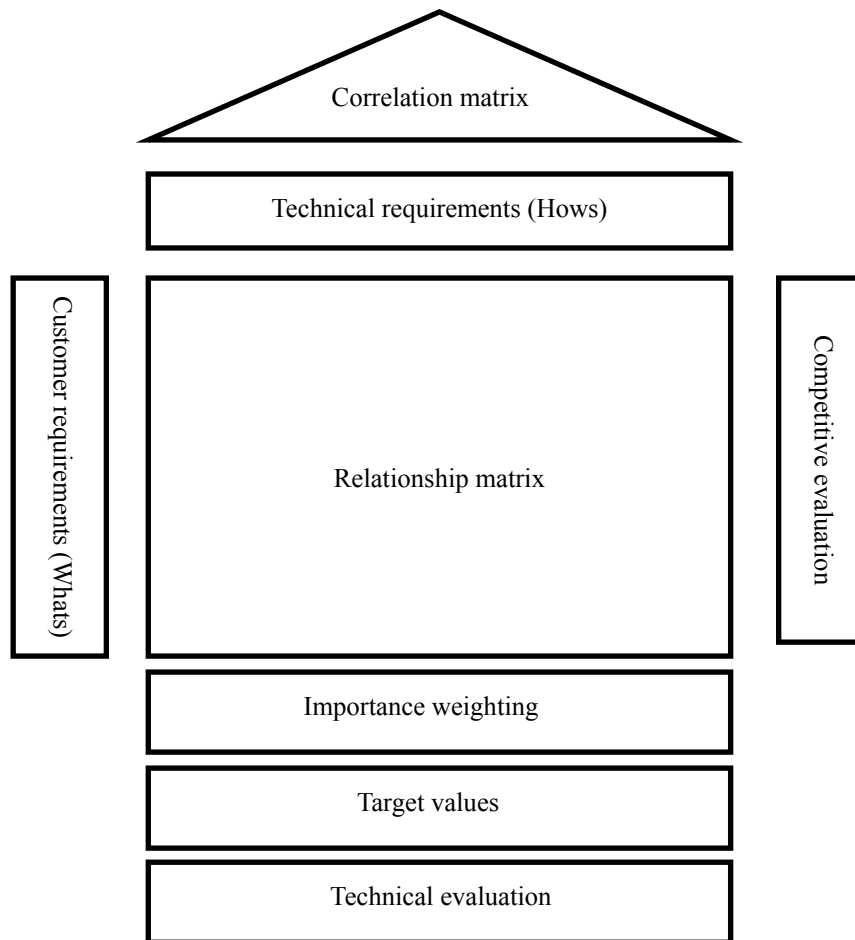 Correlation matrix
Technical requirements (Hows)
Customer requirements (Whats)
Relationship matrix
Competitive evaluation
Importance weighting
Target values
Technical evaluation